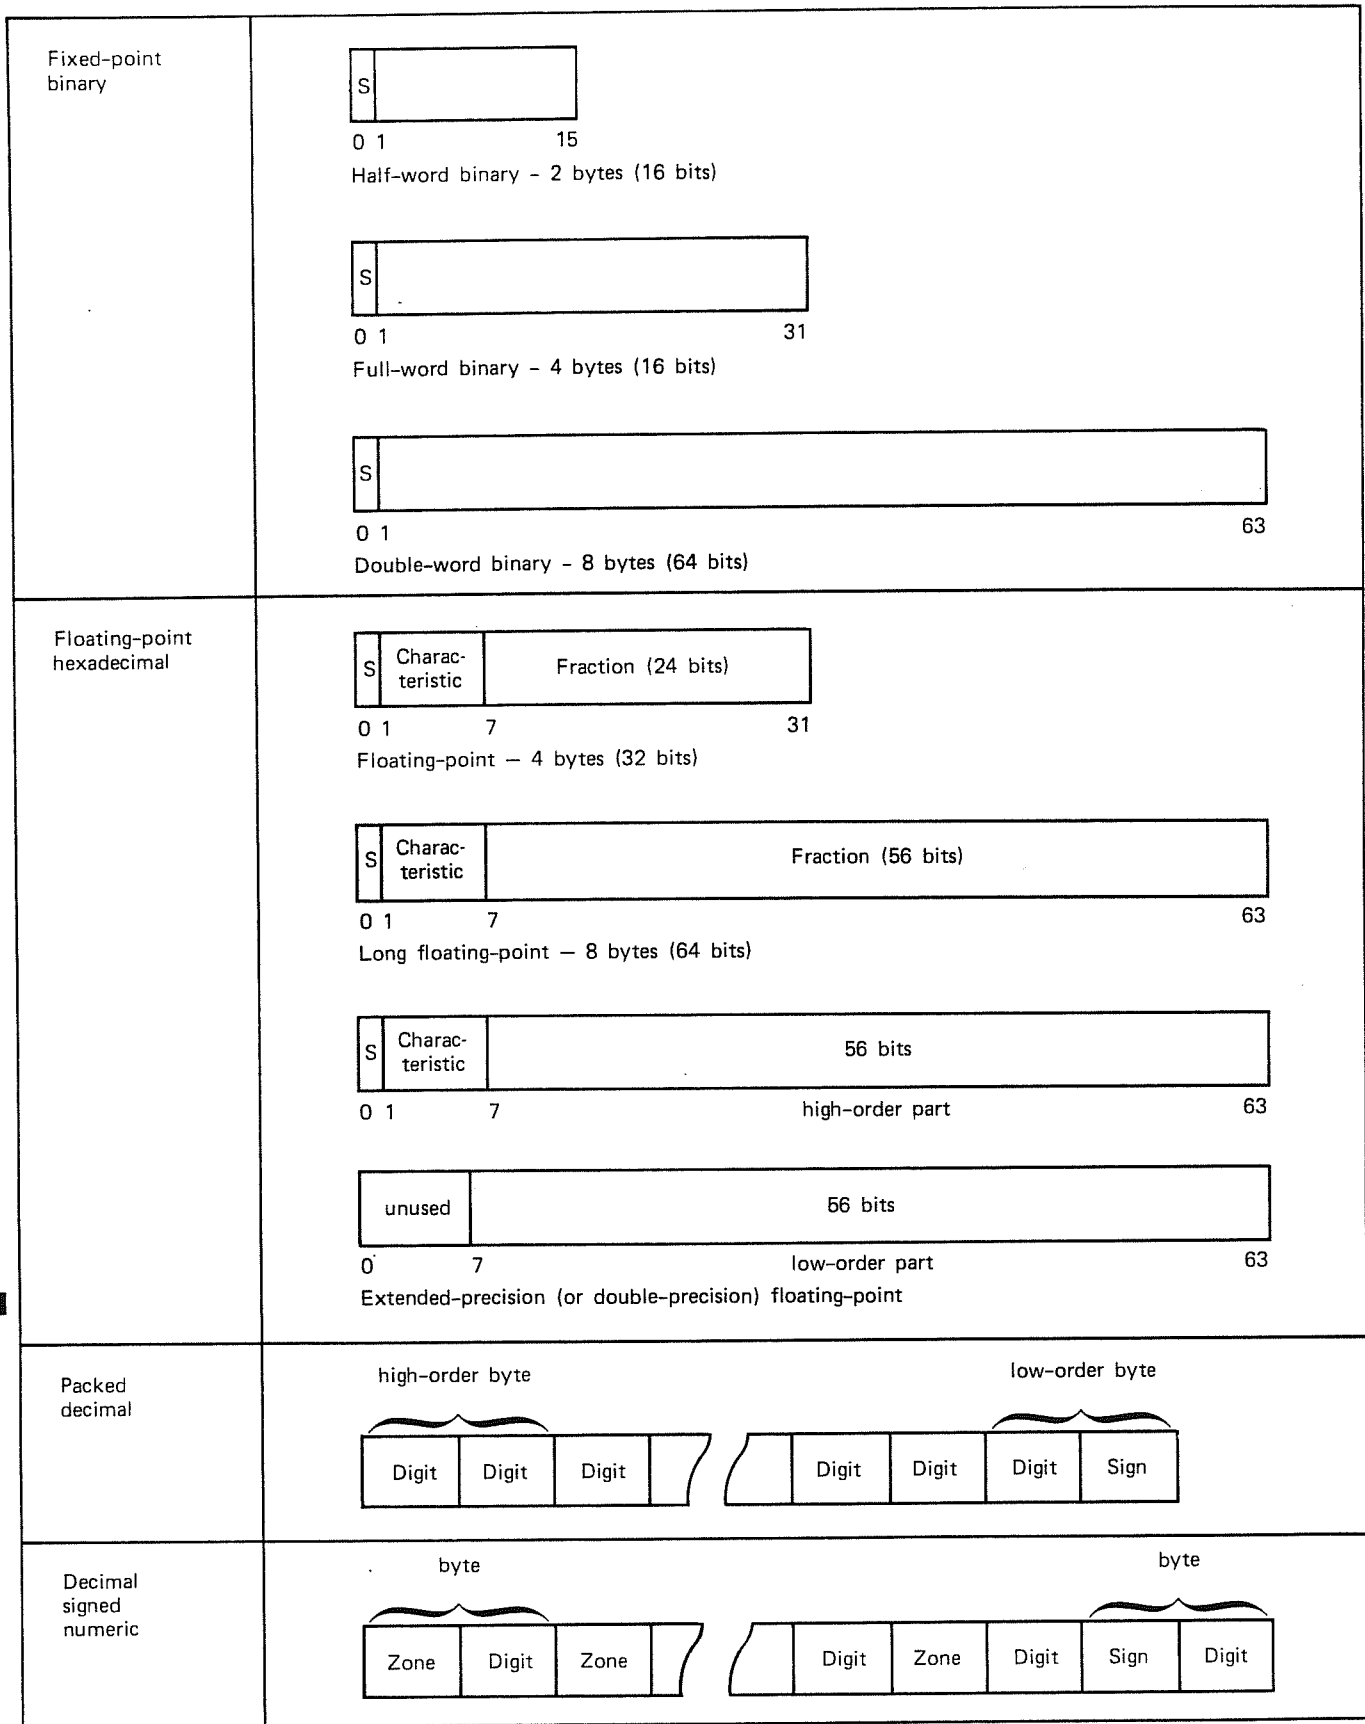 Fixed-point
binary
S
0 1 15
Half-word binary - 2 bytes (16 bits)
S
0 1 31
Full-word binary - 4 bytes (16 bits)
S
0 1 63
Double-word binary - 8 bytes (64 bits)
Floating-point
hexadecimal
S Charac-
teristic Fraction (24 bits)
0 1 7 31
Floating-point — 4 bytes (32 bits)
S Charac-
teristic Fraction (56 bits)
0 1 7 63
Long floating-point — 8 bytes (64 bits)
S Charac-
teristic 56 bits
0 1 7 high-order part 63
unused 56 bits
0 7 low-order part 63
Extended-precision (or double-precision) floating-point
Packed
decimal
high-order byte low-order byte
Digit Digit Digit Digit Digit Digit Sign
Decimal
signed
numeric
byte byte
Zone Digit Zone Digit Zone Digit Sign Digit